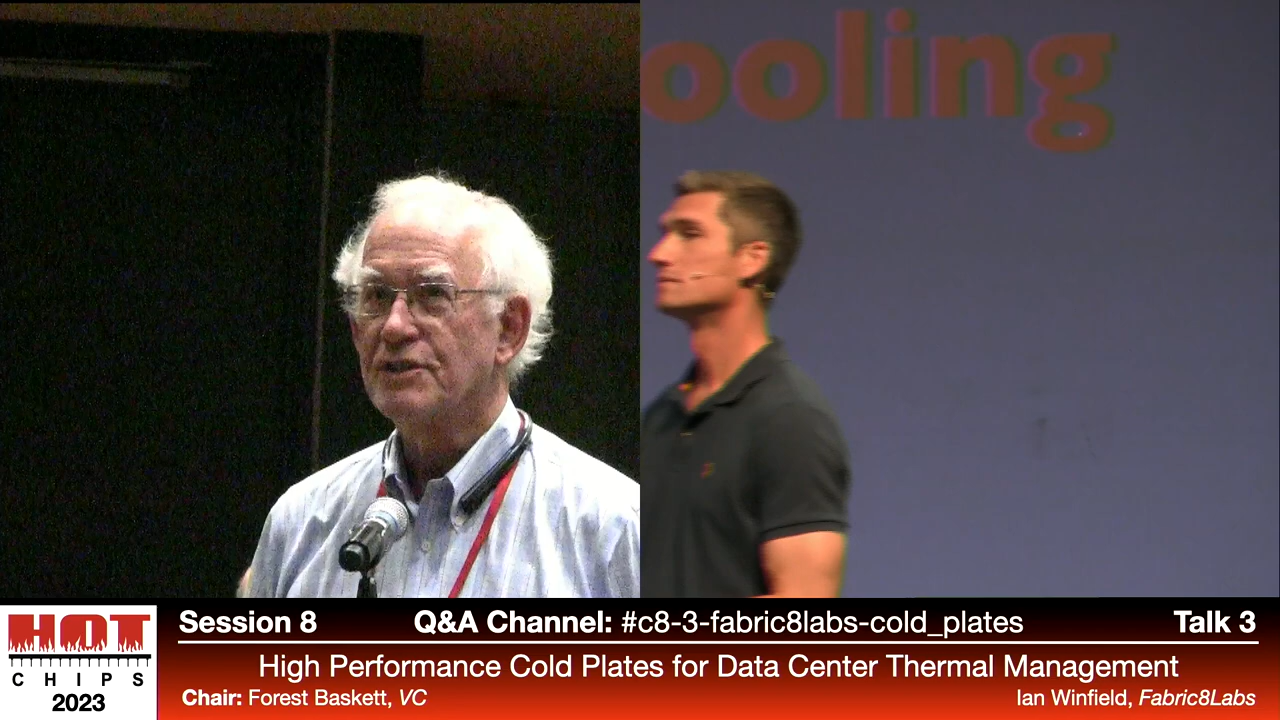 ooling
Session 8 Q&A Channel: #c8-3-fabric8labs-cold_plates Talk 3
High Performance Cold Plates for Data Center Thermal Management
Chair: Forest Baskett, VC Ian Winfield, Fabric8Labs
HOT
CHIPS
2023